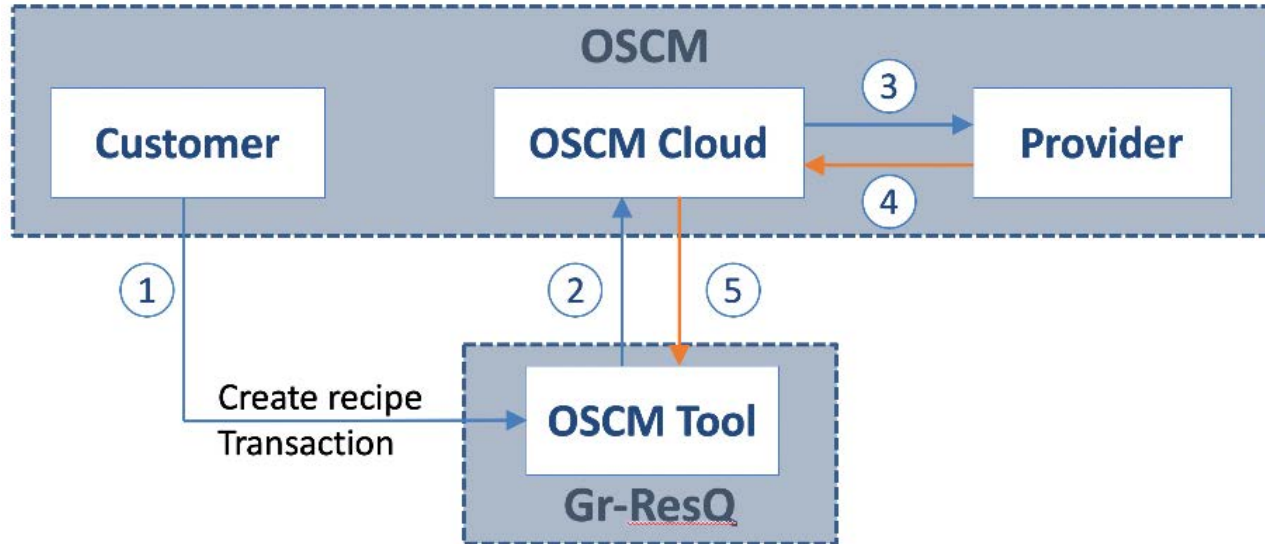 OSCM
Customer
OSCM Cloud
3
Provider
4
1
2
5
Create recipe
Transaction
OSCM Tool
Gr-ResQ